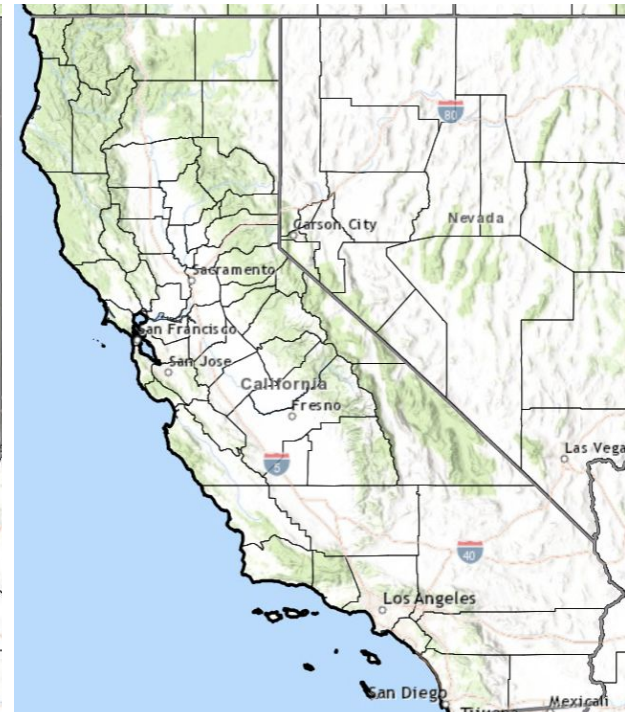 80
Carson City
Nevada
Sacramento
San Francisco
San Jose
California
Fresno
5
Las Vega
40
Los Angeles
San Diego
Mexicali